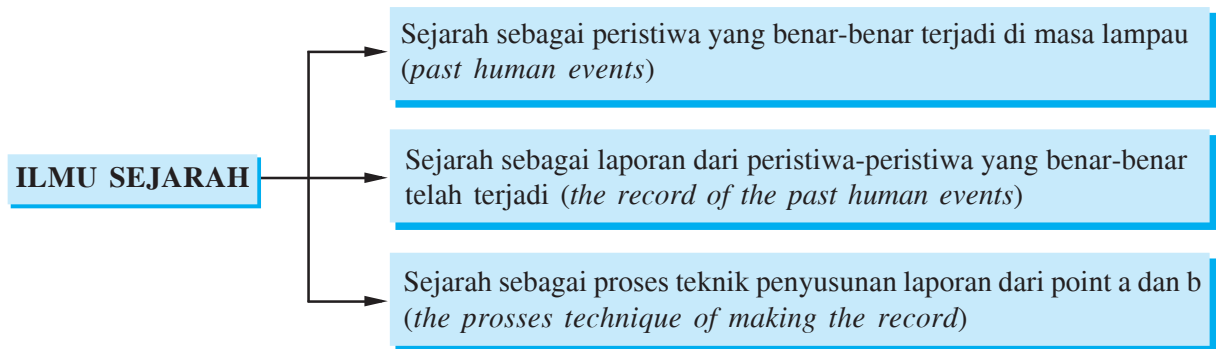 Sejarah sebagai peristiwa yang benar-benar terjadi di masa lampau
(past human events)
ILMU SEJARAH
Sejarah sebagai laporan dari peristiwa-peristiwa yang benar-benar
telah terjadi (the record of the past human events)
Sejarah sebagai proses teknik penyusunan laporan dari point a dan b
(the prosses technique of making the record)